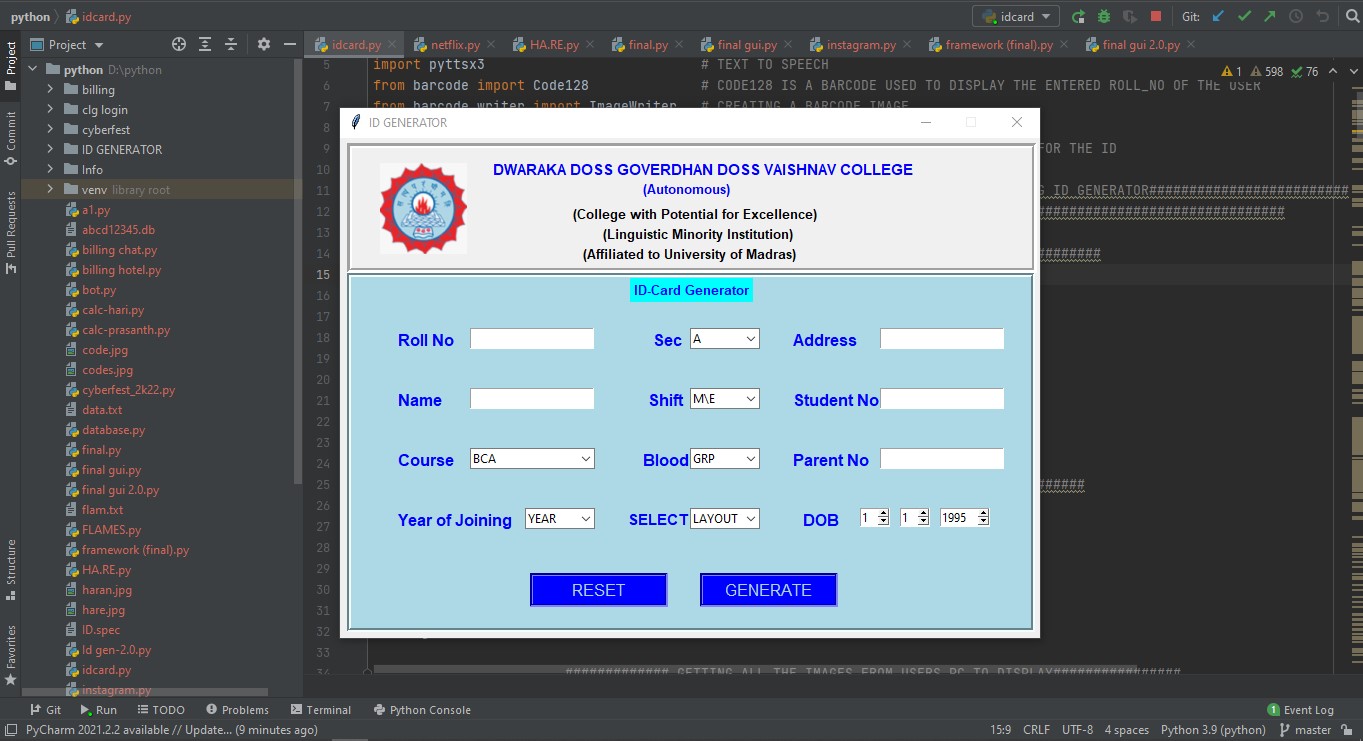 python idcard.py idcard Git:
Project
idcard.py netflix.py HA.RE.py final.py final gui.py instagram.py framework (final).py final gui 2.0.py
python D:\python
billing
clg login
cyberfest
ID GENERATOR
Info
venv library root
a1.py
abcd12345.db
billing chat.py
billing hotel.py
bot.py
calc-hari.py
calc-prasanth.py
code.jpg
codes.jpg
cyberfest_2k22.py
data.txt
database.py
final.py
final gui.py
final gui 2.0.py
flam.txt
FLAMES.py
framework (final).py
HA.RE.py
haran.jpg
hare.jpg
ID.spec
Id gen-2.0.py
idcard.py
instagram.py
Project
Commit
Pull Requests
Structure
Favorites
5 import pyttsx3 # TEXT TO SPEECH
1 598 76
6 from barcode import Code128 # CODE128 IS A BARCODE USED TO DISPLAY THE ENTERED ROLL_NO OF THE USER
7 from barcode.writer import ImageWriter # CREATING A BARCODE IMAGE
8
9 FOR THE ID
10
11 G ID GENERATOR#########################
12 ###############################
13
14 ########
15
16
17
18
19
20
21
22
23
24
25 ######
26
27
28
29
30
31
32
33
34 ############# GETTING ALL THE IMAGES FROM USERS PC TO DISPLAY################
ID GENERATOR
DWARAKA DOSS GOVERDHAN DOSS VAISHNAV COLLEGE
(Autonomous)
(College with Potential for Excellence)
(Linguistic Minority Institution)
(Affiliated to University of Madras)
ID-Card Generator
Roll No Sec A Address
Name Shift M\E Student No
Course BCA Blood GRP Parent No
Year of Joining YEAR SELECT LAYOUT DOB 1 1 1995
RESET GENERATE
Git Run TODO Problems Terminal Python Console 1 Event Log
PyCharm 2021.2.2 available // Update... (9 minutes ago) 15:9 CRLF UTF-8 4 spaces Python 3.9 (python) master